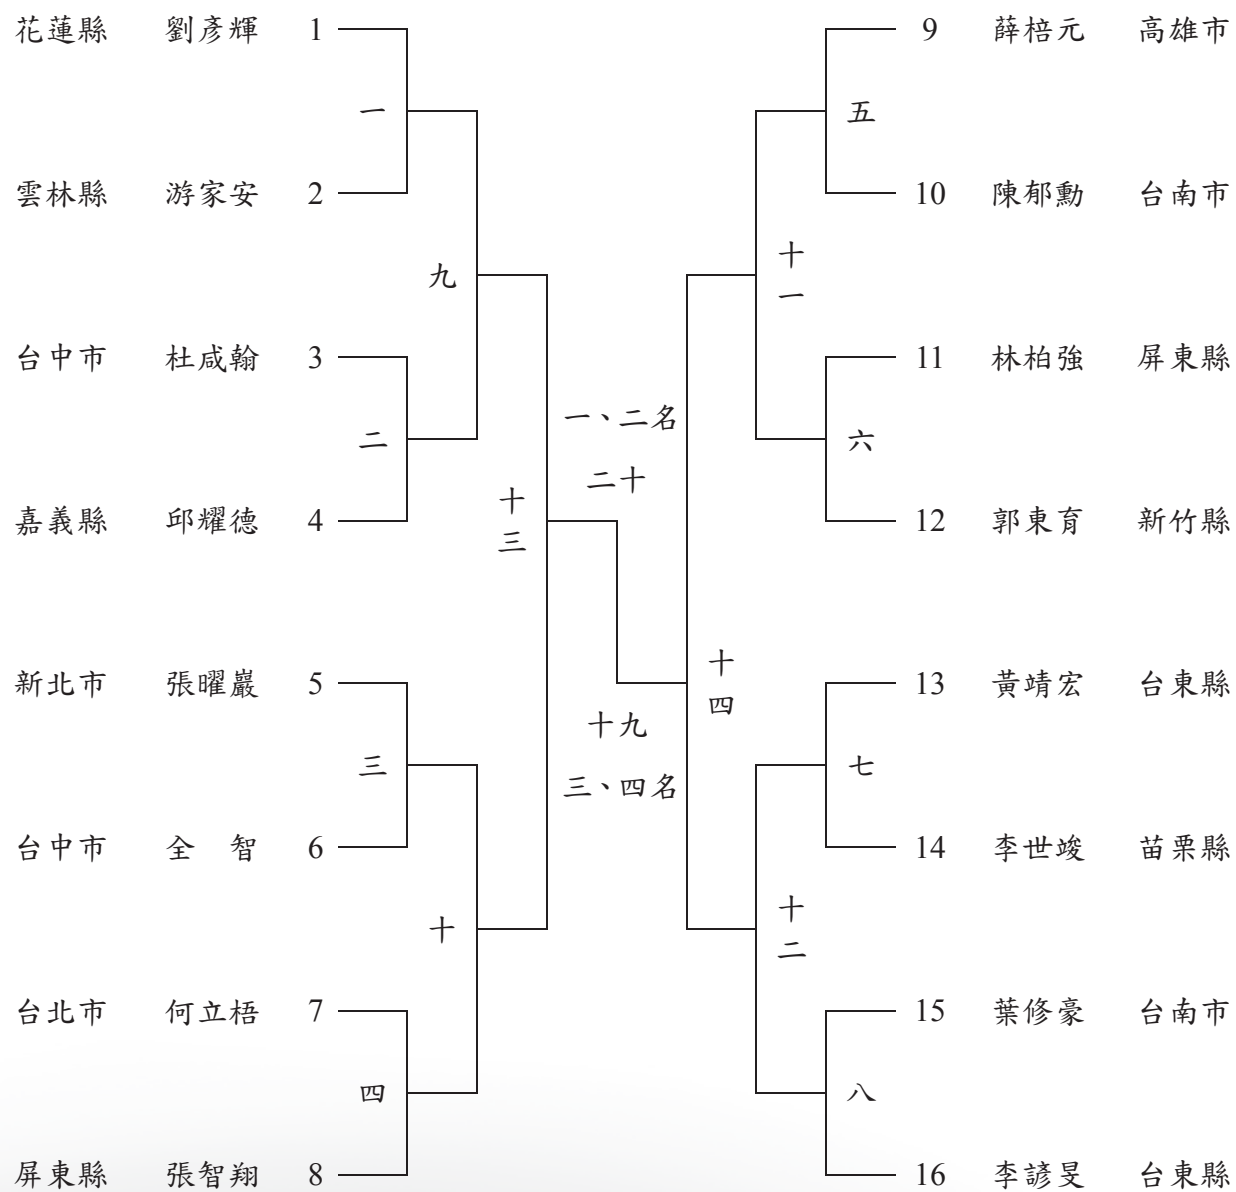 花蓮縣 劉彥輝 1
一
雲林縣 游家安 2
九
台中市 杜咸翰 3
二
嘉義縣 邱耀德 4
十三
新北市 張曜巖 5
三
台中市 全 智 6
十
台北市 何立梧 7
四
屏東縣 張智翔 8
一、二名
二十
十九
三、四名
9 薛棓元 高雄市
五
10 陳郁勳 台南市
十一
11 林柏強 屏東縣
六
12 郭東育 新竹縣
十四
13 黃靖宏 台東縣
七
14 李世竣 苗栗縣
十二
15 葉修豪 台南市
八
16 李諺旻 台東縣